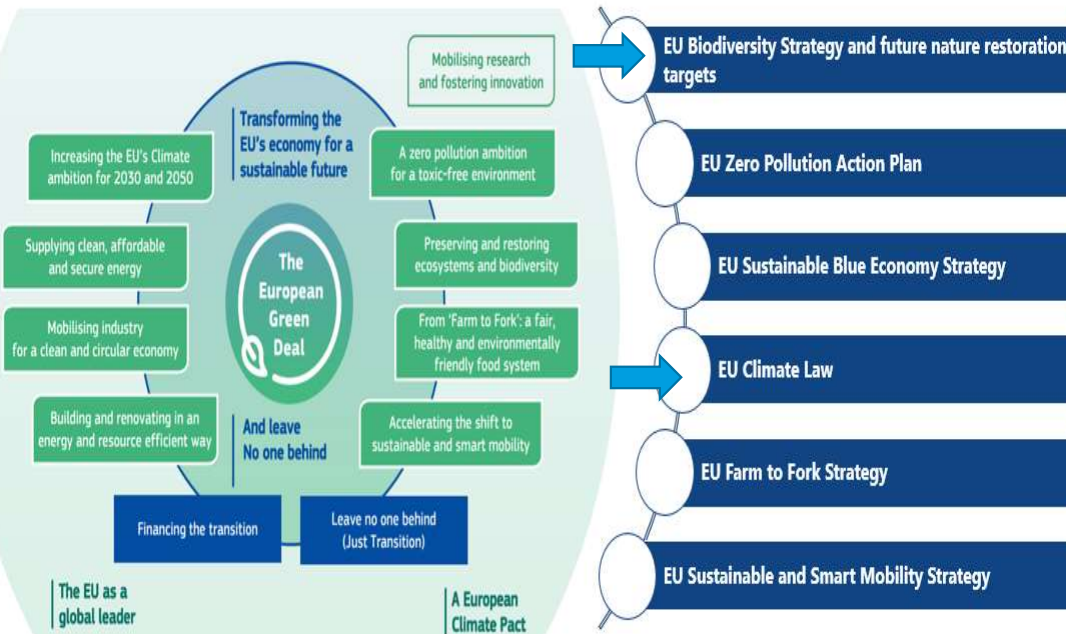 Mobilising research
and fostering innovation
Transforming the
EU's economy for a
sustainable future
Increasing the EU's Climate
ambition for 2030 and 2050
A zero pollution ambition
for a toxic-free environment
Supplying clean, affordable
and secure energy
The
European
Green
Deal
Preserving and restoring
ecosystems and biodiversity
Mobilising industry
for a clean and circular economy
From 'Farm to Fork': a fair,
healthy and environmentally
friendly food system
Building and renovating in an
energy and resource efficient way
And leave
No one behind
Accelerating the shift to
sustainable and smart mobility
Financing the transition
Leave no one behind
(Just Transition)
The EU as a
global leader
A European
Climate Pact
EU Biodiversity Strategy and future nature restoration
targets
EU Zero Pollution Action Plan
EU Sustainable Blue Economy Strategy
EU Climate Law
EU Farm to Fork Strategy
EU Sustainable and Smart Mobility Strategy